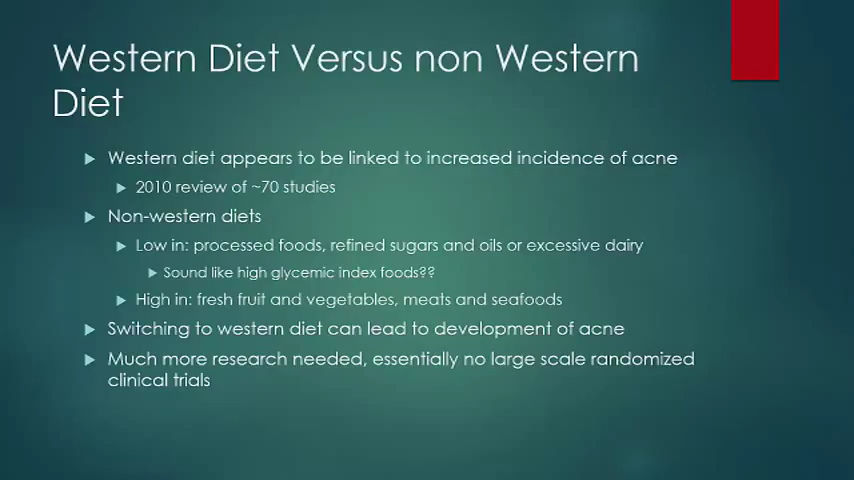 Western Diet Versus non Western
Diet
Western diet appears to be linked to increased incidence of acne
2010 review of ~70 studies
Non-western diets
Low in: processed foods, refined sugars and oils or excessive dairy
Sound like high glycemic index foods??
High in: fresh fruit and vegetables, meats and seafoods
Switching to western diet can lead to development of acne
Much more research needed, essentially no large scale randomized
clinical trials